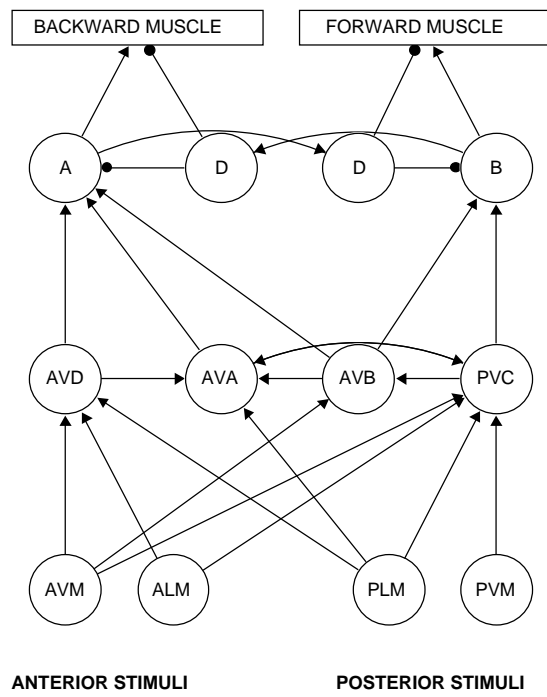 BACKWARD MUSCLE FORWARD MUSCLE
A D D B
AVD AVA AVB PVC
AVM ALM PLM PVM
ANTERIOR STIMULI POSTERIOR STIMULI